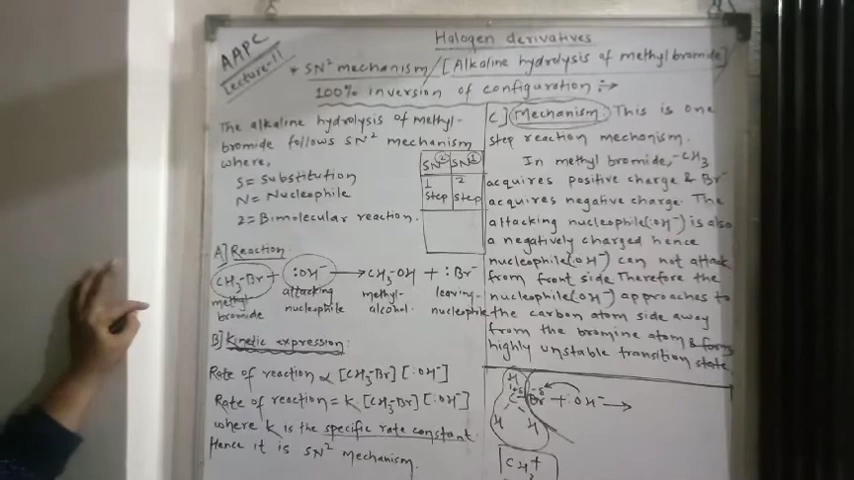 AAPC
Lecture-11
Halogen derivatives
* SN² mechanism / [Alkaline hydrolysis of methyl bromide]
100% inversion of configuration :→
The alkaline hydrolysis of methyl-
bromide follows SN² mechanism
where,
S = Substitution
N = Nucleophile
2 = Bimolecular reaction.
SN② SN①
1 2
Step Step
A] Reaction
CH₃-Br + :OH⁻ → CH₃-OH + :Br⁻
methyl bromide
attacking nucleophile
methyl-alcohol.
leaving-nucleophile
B] Kinetic expression:
Rate of reaction ∝ [CH₃-Br] [:OH⁻]
Rate of reaction = k. [CH₃-Br] [:OH⁻]
where k is the specific rate constant.
Hence it is SN² mechanism.
C] Mechanism: This is one
step reaction mechanism.
In methyl bromide, -CH₃
acquires positive charge & Br⁻
acquires negative charge. The
attacking nucleophile (:OH⁻) is also
a negatively charged hence
nucleophile (OH⁻) can not attack
from front side. Therefore the
nucleophile (OH⁻) approaches to
the carbon atom side away
from the bromine atom & forms
highly unstable transition state.
H
+δ -δ
C - Br + :OH⁻ →
H H
CH₃+